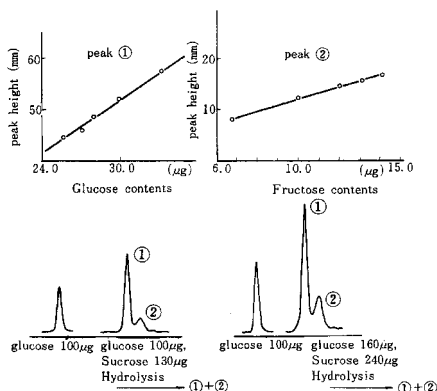 peak ①
peak height (mm)
60
50
24.0
30.0
(μg)
Glucose contents
peak ②
peak height (mm)
20
10
6.0
10.0
15.0
(μg)
Fructose contents
①
②
glucose 100μg
glucose 100μg,
Sucrose 130μg
Hydrolysis
①+②
①
②
glucose 100μg
glucose 160μg,
Sucrose 240μg
Hydrolysis
①+②